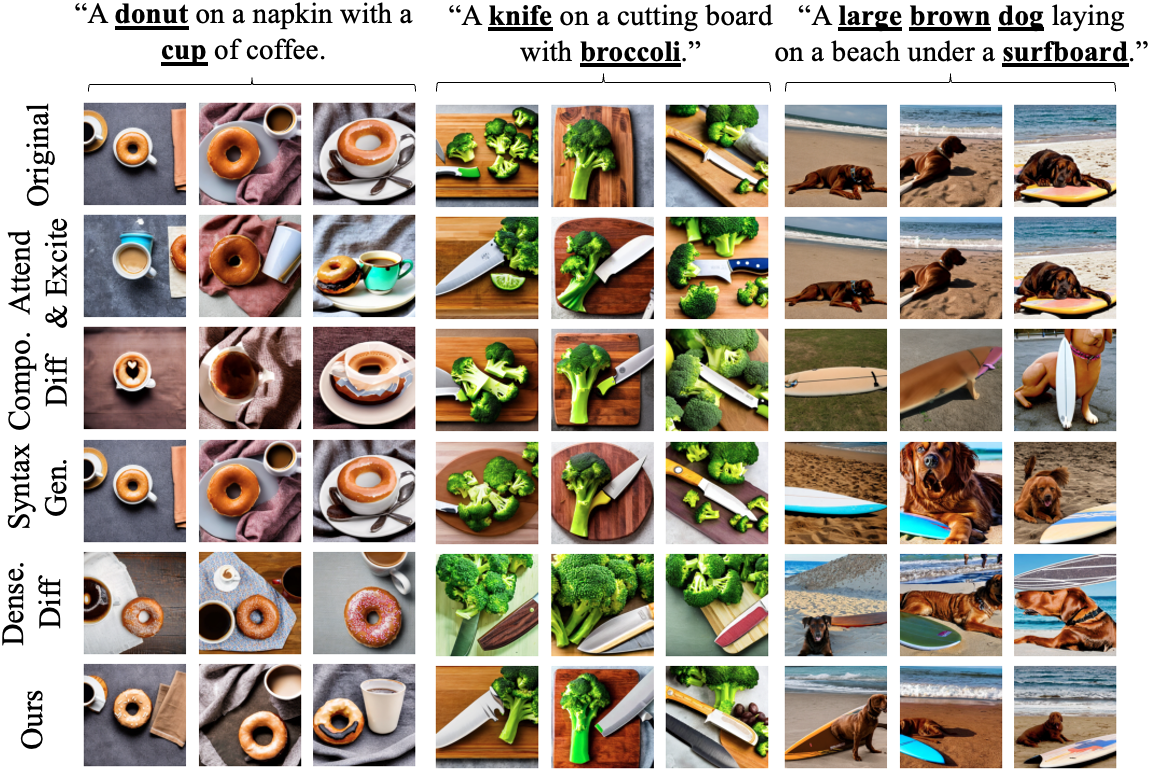 “A donut on a napkin with a
cup of coffee.
“A knife on a cutting board
with broccoli.”
“A large brown dog laying
on a beach under a surfboard.”
Original
Attend
& Excite
Compo.
Diff
Syntax
Gen.
Dense.
Diff
Ours